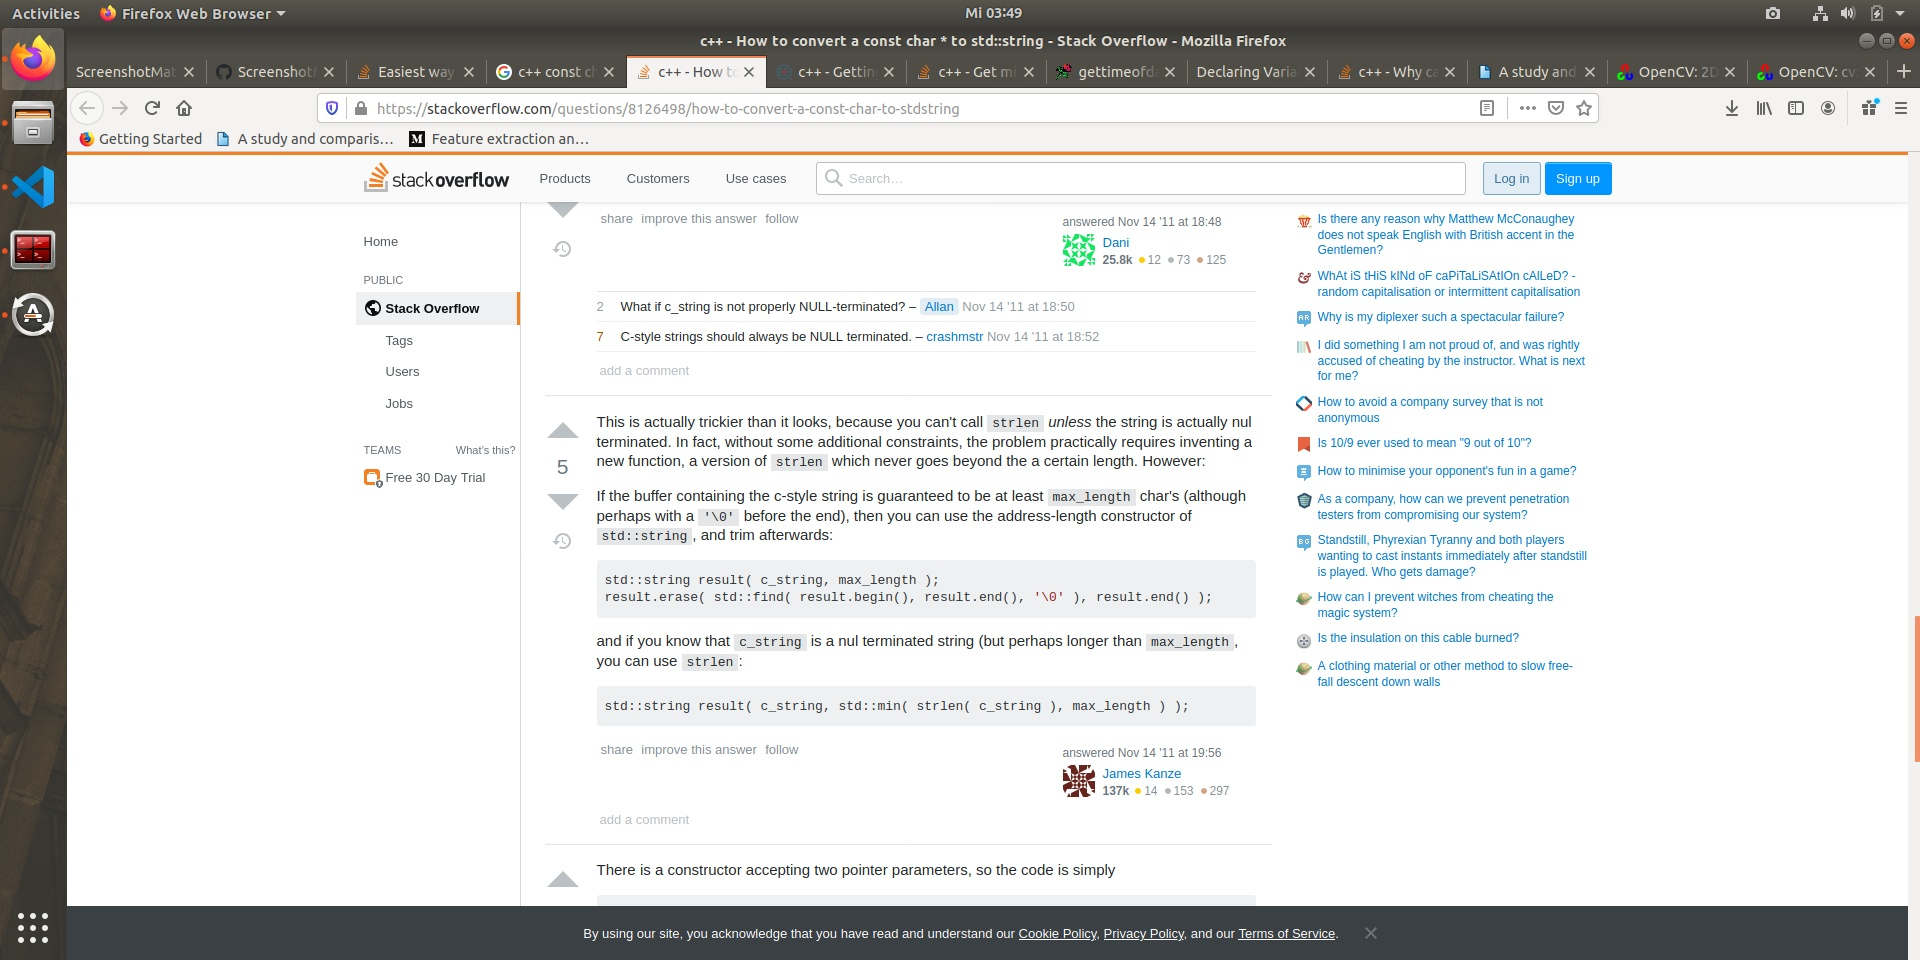 Activities
Firefox Web Browser
Mi 03:49
c++ - How to convert a const char * to std::string - Stack Overflow - Mozilla Firefox
ScreenshotMat
Screenshot
Easiest way
c++ const ch
c++ - How to
c++ - Getting
c++ - Get mi
gettimeofd
Declaring Varia
c++ - Why ca
A study and
OpenCV: 2D
OpenCV: cv:
https://stackoverflow.com/questions/8126498/how-to-convert-a-const-char-to-stdstring
Getting Started
A study and comparis…
M Feature extraction an…
stackoverflow
Products
Customers
Use cases
Search…
Log in
Sign up
Home
PUBLIC
Stack Overflow
Tags
Users
Jobs
TEAMS
What's this?
Free 30 Day Trial
share improve this answer follow
answered Nov 14 '11 at 18:48
Dani
25.8k 12 73 125
2 What if c_string is not properly NULL-terminated? – Allan Nov 14 '11 at 18:50
7 C-style strings should always be NULL terminated. – crashmstr Nov 14 '11 at 18:52
add a comment
5
This is actually trickier than it looks, because you can't call strlen unless the string is actually nul
terminated. In fact, without some additional constraints, the problem practically requires inventing a
new function, a version of strlen which never goes beyond the a certain length. However:
If the buffer containing the c-style string is guaranteed to be at least max_length char's (although
perhaps with a '\0' before the end), then you can use the address-length constructor of
std::string, and trim afterwards:
std::string result( c_string, max_length );
result.erase( std::find( result.begin(), result.end(), '\0' ), result.end() );
and if you know that c_string is a nul terminated string (but perhaps longer than max_length,
you can use strlen:
std::string result( c_string, std::min( strlen( c_string ), max_length ) );
share improve this answer follow
answered Nov 14 '11 at 19:56
James Kanze
137k 14 153 297
add a comment
There is a constructor accepting two pointer parameters, so the code is simply
Is there any reason why Matthew McConaughey
does not speak English with British accent in the
Gentlemen?
WhAt iS tHiS kINd oF caPiTaLiSAtIOn cAlLeD? -
random capitalisation or intermittent capitalisation
Why is my diplexer such a spectacular failure?
I did something I am not proud of, and was rightly
accused of cheating by the instructor. What is next
for me?
How to avoid a company survey that is not
anonymous
Is 10/9 ever used to mean "9 out of 10"?
How to minimise your opponent's fun in a game?
As a company, how can we prevent penetration
testers from compromising our system?
Standstill, Phyrexian Tyranny and both players
wanting to cast instants immediately after standstill
is played. Who gets damage?
How can I prevent witches from cheating the
magic system?
Is the insulation on this cable burned?
A clothing material or other method to slow free-
fall descent down walls
By using our site, you acknowledge that you have read and understand our Cookie Policy, Privacy Policy, and our Terms of Service.